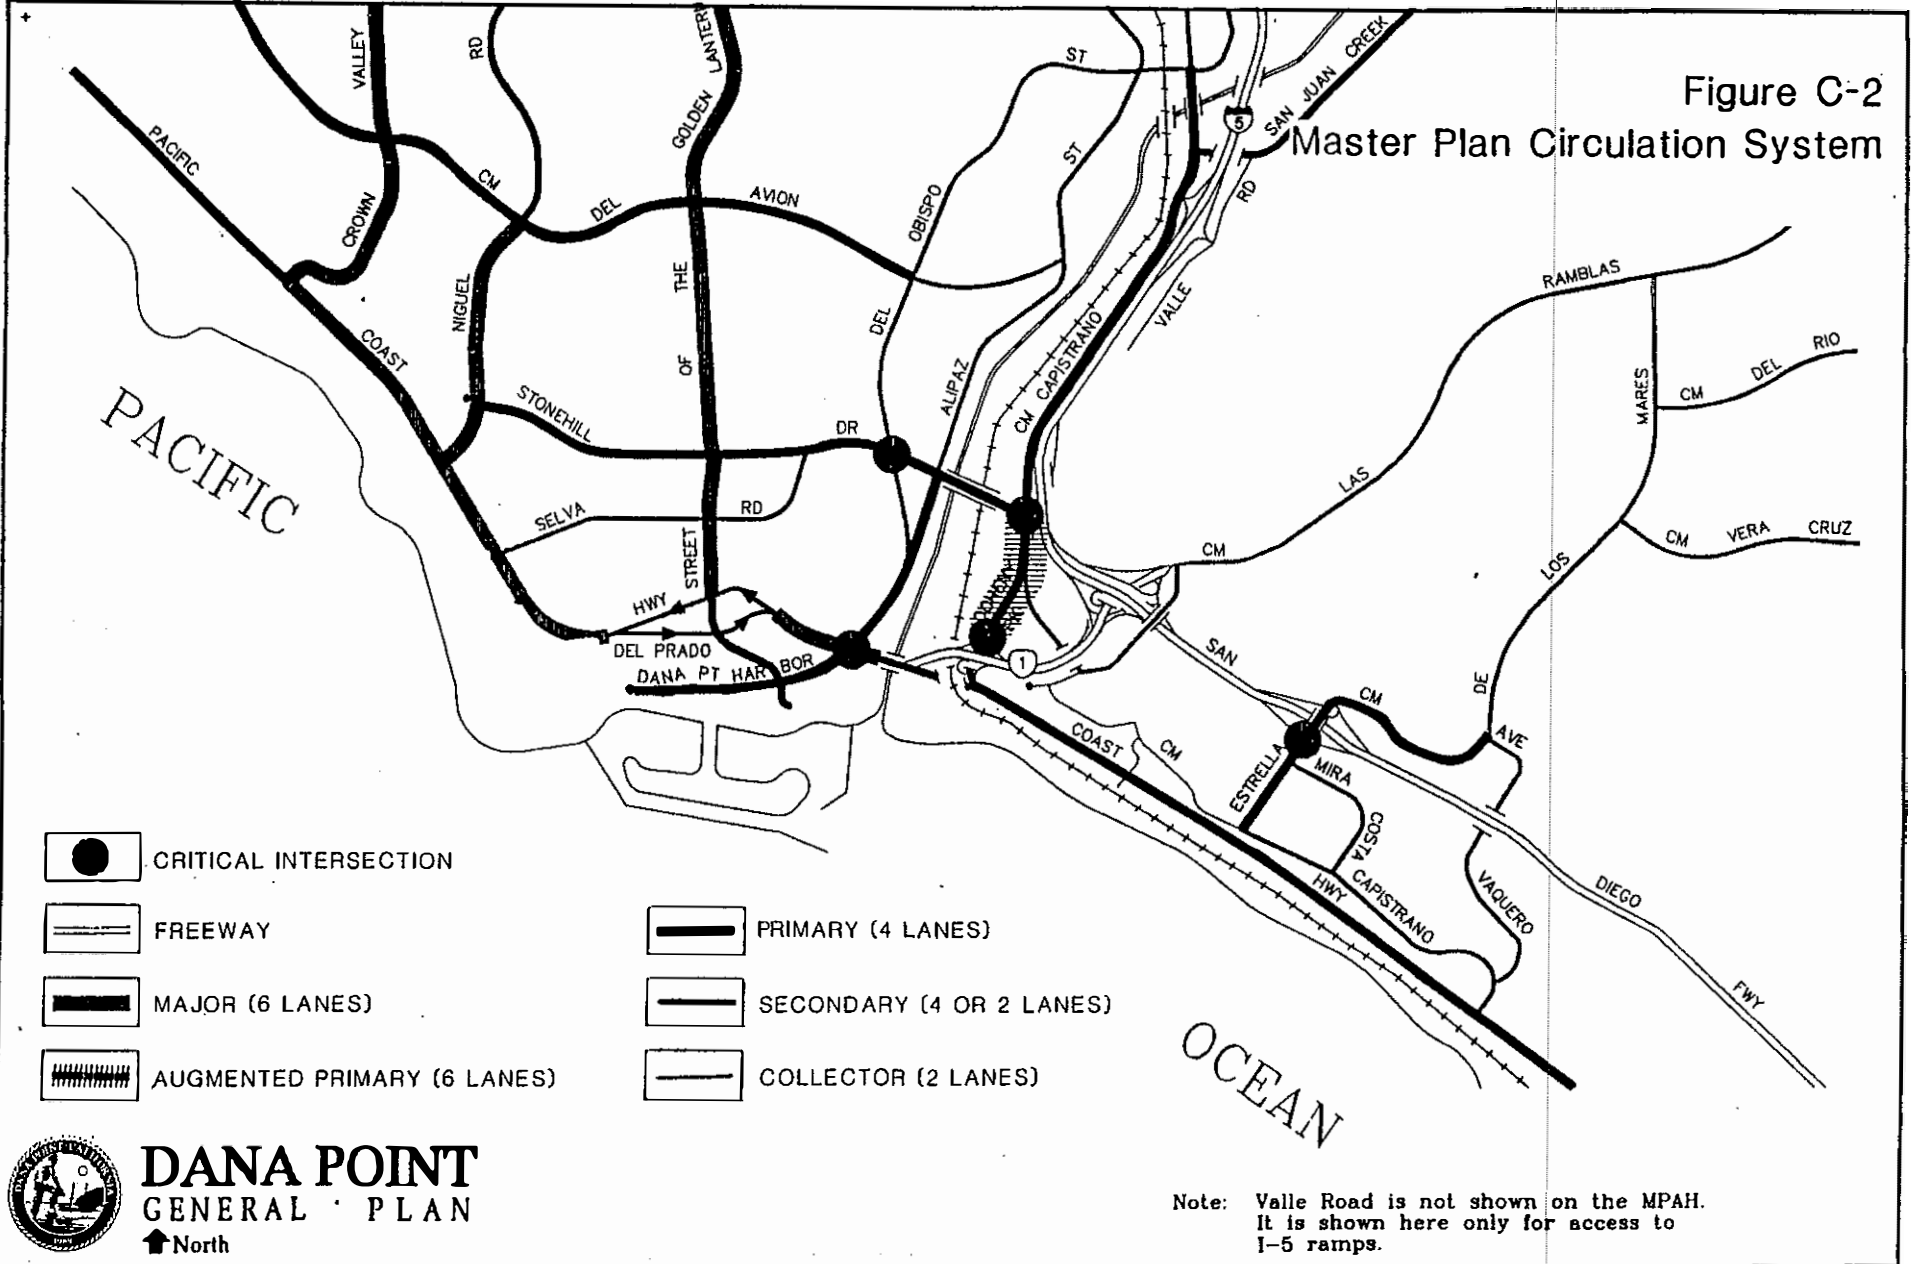 Figure C-2
Master Plan Circulation System
PACIFIC
COAST
HWY
VALLEY
CROWN
RD
NIGUEL
GOLDEN LANTERN
STREET OF THE
CM DEL AVION
ST
DEL OBISPO
ST
ALIPAZ
SAN JUAN CREEK
RD
5
VALLE
CM CAPISTRANO
STONEHILL DR
SELVA RD
DEL PRADO
DANA PT HARBOR
1
CM LAS RAMBLAS
MARES
CM DEL RIO
CM VERA CRUZ
LOS
DE
SAN DIEGO FWY
CM
AVE
ESTRELLA
MIRA
COSTA
COAST
HWY
CM
CAPISTRANO
VAQUERO
PACIFIC
OCEAN
CRITICAL INTERSECTION
FREEWAY
MAJOR (6 LANES)
AUGMENTED PRIMARY (6 LANES)
PRIMARY (4 LANES)
SECONDARY (4 OR 2 LANES)
COLLECTOR (2 LANES)
DANA POINT
GENERAL PLAN
North
Note: Valle Road is not shown on the MPAH.
It is shown here only for access to
I-5 ramps.